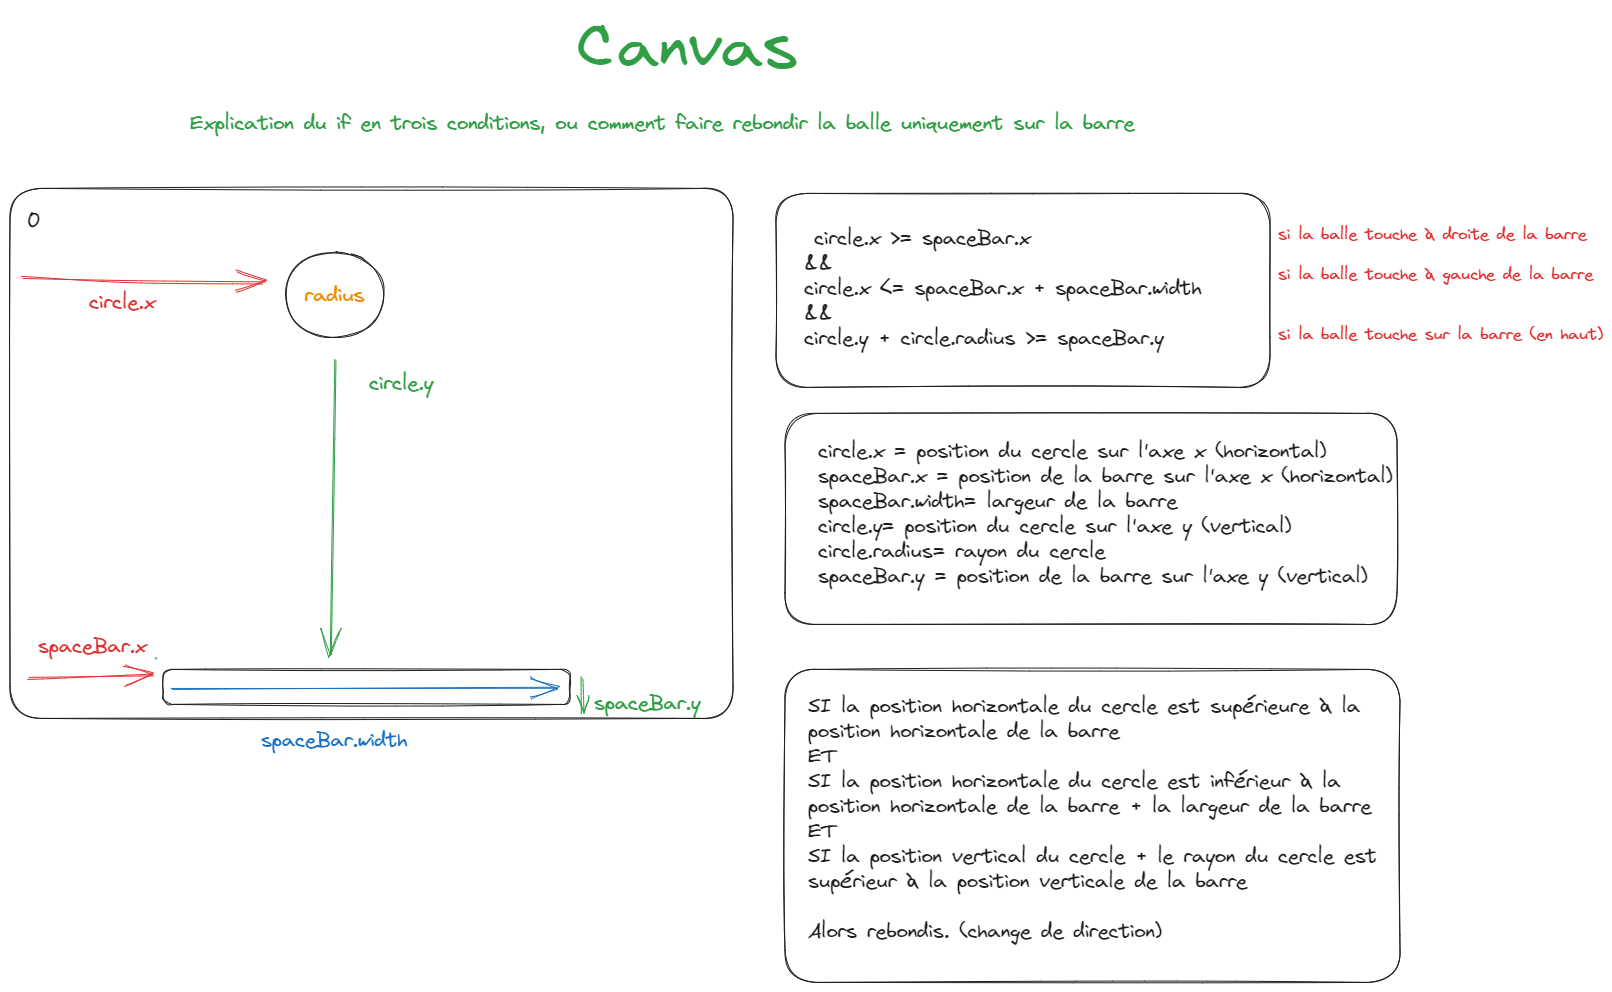 Canvas
Explication du if en trois conditions, ou comment faire rebondir la balle uniquement sur la barre
O
circle.x
radius
circle.y
spaceBar.x
spaceBar.y
spaceBar.width
circle.x >= spaceBar.x
&&
circle.x <= spaceBar.x + spaceBar.width
&&
circle.y + circle.radius >= spaceBar.y
si la balle touche à droite de la barre
si la balle touche à gauche de la barre
si la balle touche sur la barre (en haut)
circle.x = position du cercle sur l'axe x (horizontal)
spaceBar.x = position de la barre sur l'axe x (horizontal)
spaceBar.width= largeur de la barre
circle.y= position du cercle sur l'axe y (vertical)
circle.radius= rayon du cercle
spaceBar.y = position de la barre sur l'axe y (vertical)
SI la position horizontale du cercle est supérieure à la
position horizontale de la barre
ET
SI la position horizontale du cercle est inférieur à la
position horizontale de la barre + la largeur de la barre
ET
SI la position vertical du cercle + le rayon du cercle est
supérieur à la position verticale de la barre
Alors rebondis. (change de direction)